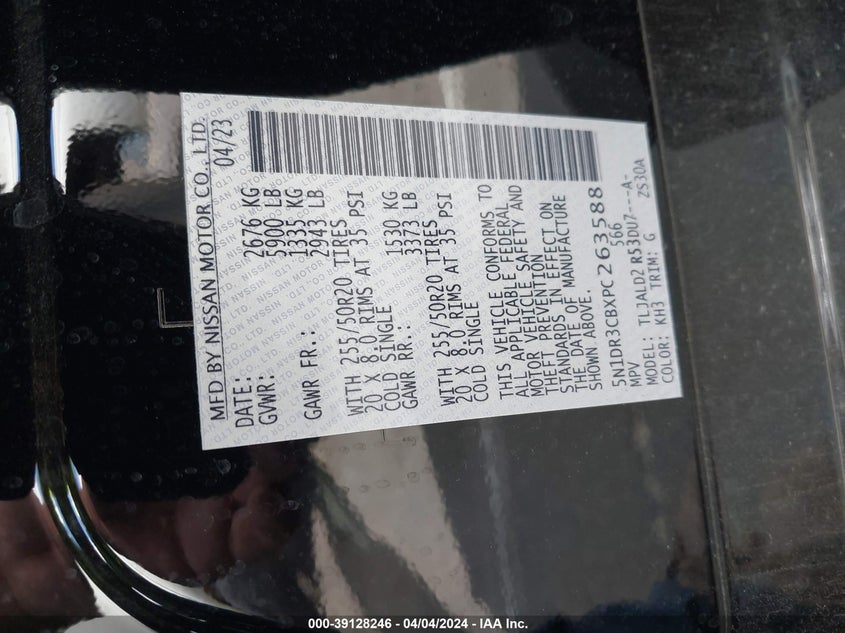 MFD BY NISSAN MOTOR CO., LTD.
DATE: 04/23
GVWR: 2676 KG
5900 LB
GAWR FR.: 1335 KG
2943 LB
WITH 255/50R20 TIRES
20 X 8.0 RIMS AT 35 PSI
COLD SINGLE
GAWR RR.: 1530 KG
3373 LB
WITH 255/50R20 TIRES
20 X 8.0 RIMS AT 35 PSI
COLD SINGLE
THIS VEHICLE CONFORMS TO
ALL APPLICABLE FEDERAL
MOTOR VEHICLE SAFETY AND
THEFT PREVENTION
STANDARDS IN EFFECT ON
THE DATE OF MANUFACTURE
SHOWN ABOVE.
5N1DR3CBXPC263588
MPV 566
MODEL: TLJALD2 R53DU7---A-
COLOR: KH3 TRIM: G ZS30A
000-39128246 - 04/04/2024 - IAA Inc.